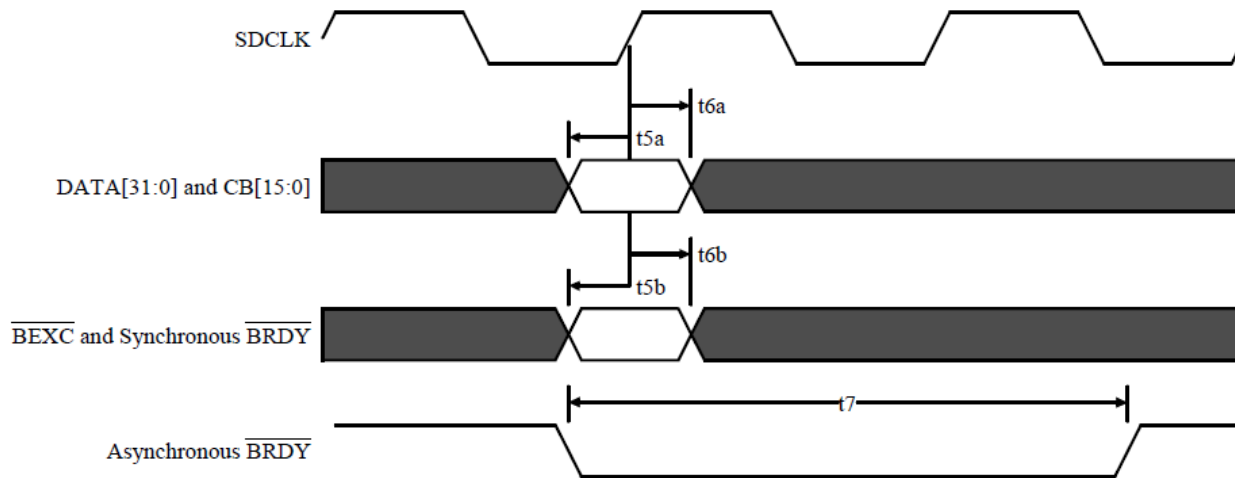 SDCLK
t6a
t5a
DATA[31:0] and CB[15:0]
t6b
t5b
BEXC and Synchronous BRDY
t7
Asynchronous BRDY